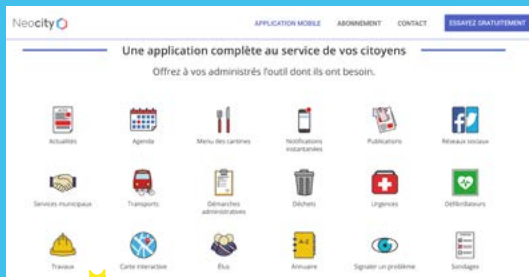 Neocity
APPLICATION MOBILE ABONNEMENT CONTACT ESSAYEZ GRATUITEMENT
Une application complète au service de vos citoyens
Offrez à vos administrés l'outil dont ils ont besoin.
Actualités Agenda Menu des cantines Notifications instantanées Publications Réseaux sociaux
Services municipaux Transports Démarches administratives Déchets Urgences Défibrillateurs
A-Z
Travaux Carte interactive Élus Annuaire Signaler un problème Sondages